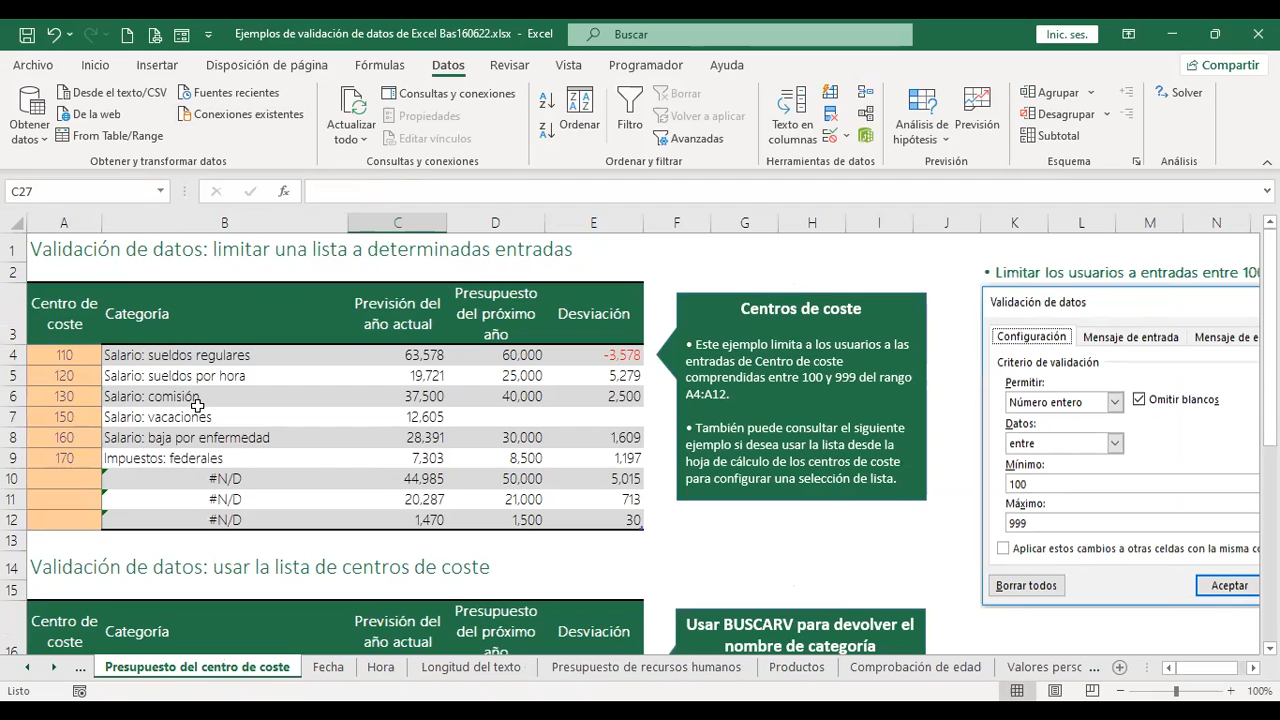 Ejemplos de validación de datos de Excel Bas160622.xlsx - Excel
Buscar
Inic. ses.
Archivo Inicio Insertar Disposición de página Fórmulas Datos Revisar Vista Programador Ayuda Compartir
Obtener datos
Desde el texto/CSV
De la web
From Table/Range
Fuentes recientes
Conexiones existentes
Obtener y transformar datos
Actualizar todo
Consultas y conexiones
Propiedades
Editar vínculos
Consultas y conexiones
Ordenar
Filtro
Borrar
Volver a aplicar
Avanzadas
Ordenar y filtrar
Texto en columnas
Herramientas de datos
Análisis de hipótesis
Previsión
Previsión
Agrupar
Desagrupar
Subtotal
Esquema
Solver
Análisis
C27
A B C D E F G H I J K L M N
1 Validación de datos: limitar una lista a determinadas entradas
2 • Limitar los usuarios a entradas entre 100
3 Centro de coste Categoría Previsión del año actual Presupuesto del próximo año Desviación
4 110 Salario: sueldos regulares 63,578 60,000 -3,578
5 120 Salario: sueldos por hora 19,721 25,000 5,279
6 130 Salario: comisión 37,500 40,000 2,500
7 150 Salario: vacaciones 12,605
8 160 Salario: baja por enfermedad 28,391 30,000 1,609
9 170 Impuestos: federales 7,303 8,500 1,197
10 #N/D 44,985 50,000 5,015
11 #N/D 20,287 21,000 713
12 #N/D 1,470 1,500 30
13
14 Validación de datos: usar la lista de centros de coste
15
16 Centro de coste Categoría Previsión del año actual Presupuesto del próximo año Desviación
Centros de coste
• Este ejemplo limita a los usuarios a las
entradas de Centro de coste
comprendidas entre 100 y 999 del rango
A4:A12.
• También puede consultar el siguiente
ejemplo si desea usar la lista desde la
hoja de cálculo de los centros de coste
para configurar una selección de lista.
Usar BUSCARV para devolver el
nombre de categoría
Validación de datos
Configuración Mensaje de entrada Mensaje de e
Criterio de validación
Permitir:
Número entero Omitir blancos
Datos:
entre
Mínimo:
100
Máximo:
999
Aplicar estos cambios a otras celdas con la misma co
Borrar todos Aceptar
... Presupuesto del centro de coste Fecha Hora Longitud del texto Presupuesto de recursos humanos Productos Comprobación de edad Valores perso ...
Listo
100%